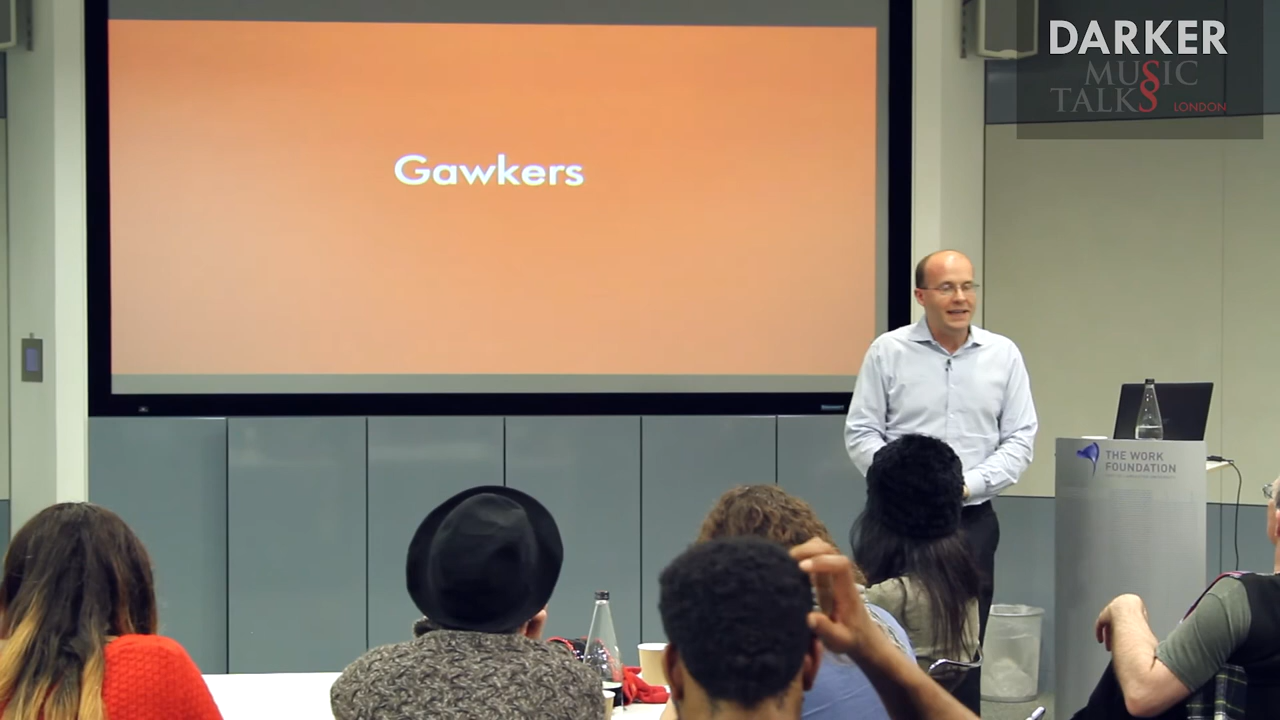 DARKER
MUSIC
TALKS LONDON
Gawkers
THE WORK
FOUNDATION